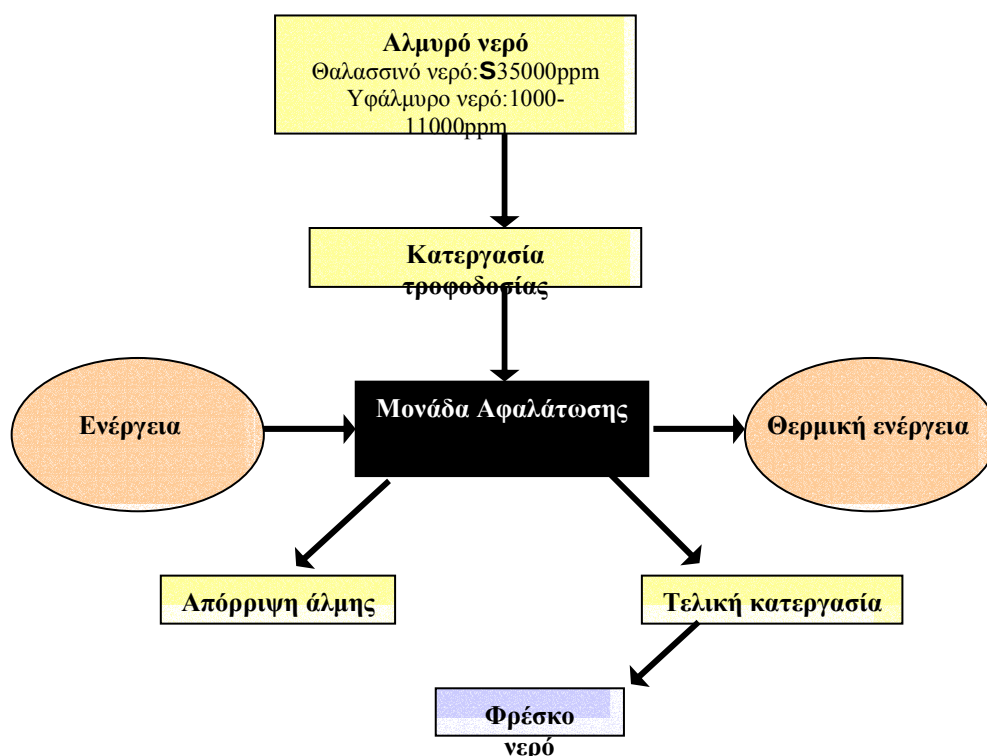 Αλμυρό νερό
Θαλασσινό νερό:S35000ppm
Υφάλμυρο νερό:1000-
11000ppm
Κατεργασία
τροφοδοσίας
Ενέργεια
Μονάδα Αφαλάτωσης
Θερμική ενέργεια
Απόρριψη άλμης
Τελική κατεργασία
Φρέσκο
νερό